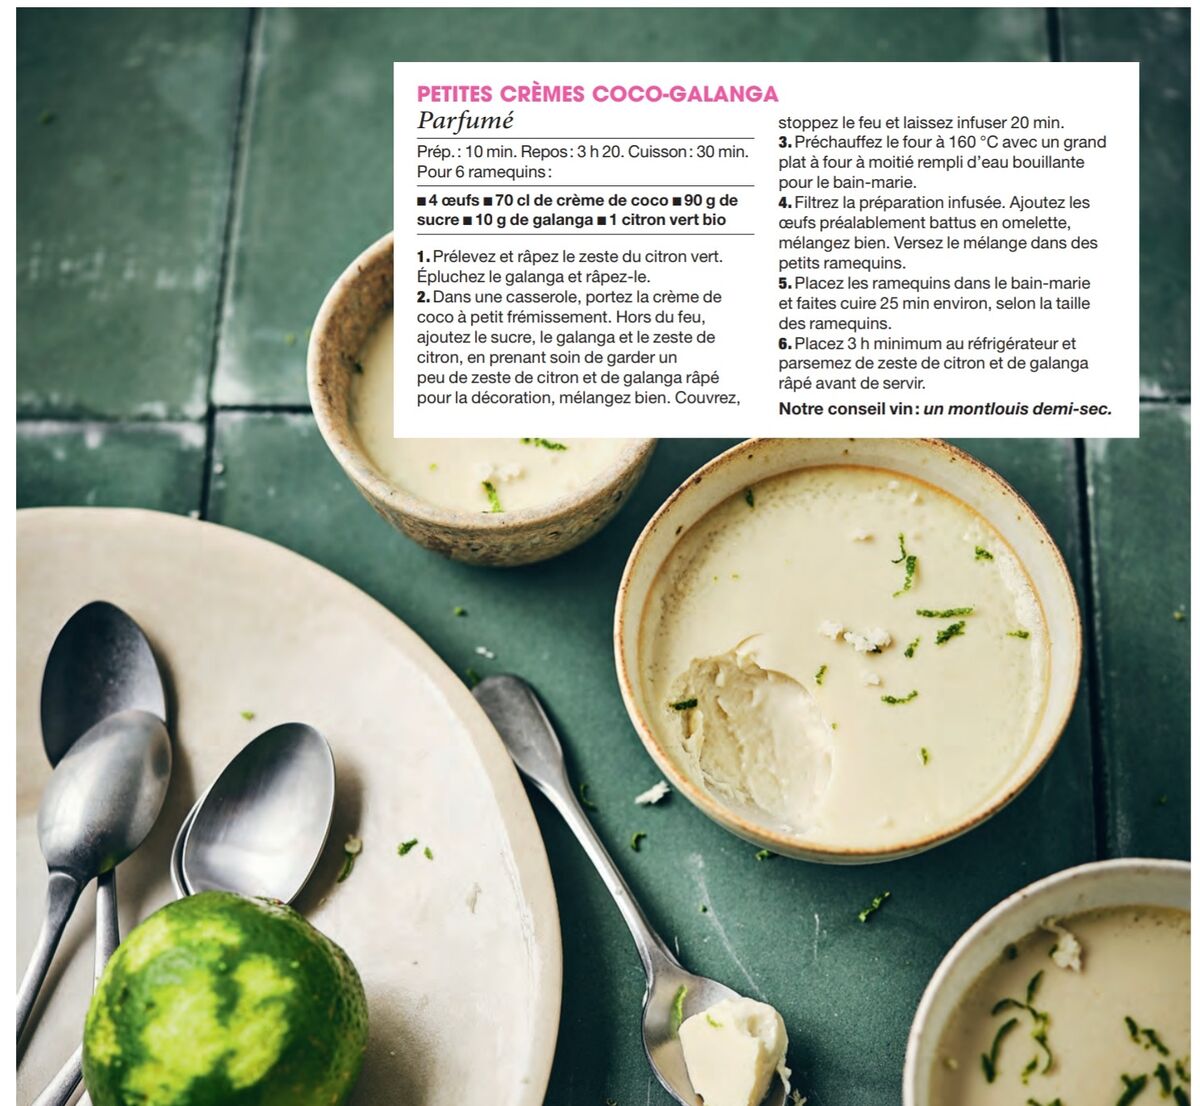 PETITES CRÈMES COCO-GALANGA
Parfumé
Prép. : 10 min. Repos : 3 h 20. Cuisson : 30 min.
Pour 6 ramequins :
■ 4 œufs ■ 70 cl de crème de coco ■ 90 g de
sucre ■ 10 g de galanga ■ 1 citron vert bio
1. Prélevez et râpez le zeste du citron vert.
Épluchez le galanga et râpez-le.
2. Dans une casserole, portez la crème de
coco à petit frémissement. Hors du feu,
ajoutez le sucre, le galanga et le zeste de
citron, en prenant soin de garder un
peu de zeste de citron et de galanga râpé
pour la décoration, mélangez bien. Couvrez,
stoppez le feu et laissez infuser 20 min.
3. Préchauffez le four à 160 °C avec un grand
plat à four à moitié rempli d’eau bouillante
pour le bain-marie.
4. Filtrez la préparation infusée. Ajoutez les
œufs préalablement battus en omelette,
mélangez bien. Versez le mélange dans des
petits ramequins.
5. Placez les ramequins dans le bain-marie
et faites cuire 25 min environ, selon la taille
des ramequins.
6. Placez 3 h minimum au réfrigérateur et
parsemez de zeste de citron et de galanga
râpé avant de servir.
Notre conseil vin : un montlouis demi-sec.